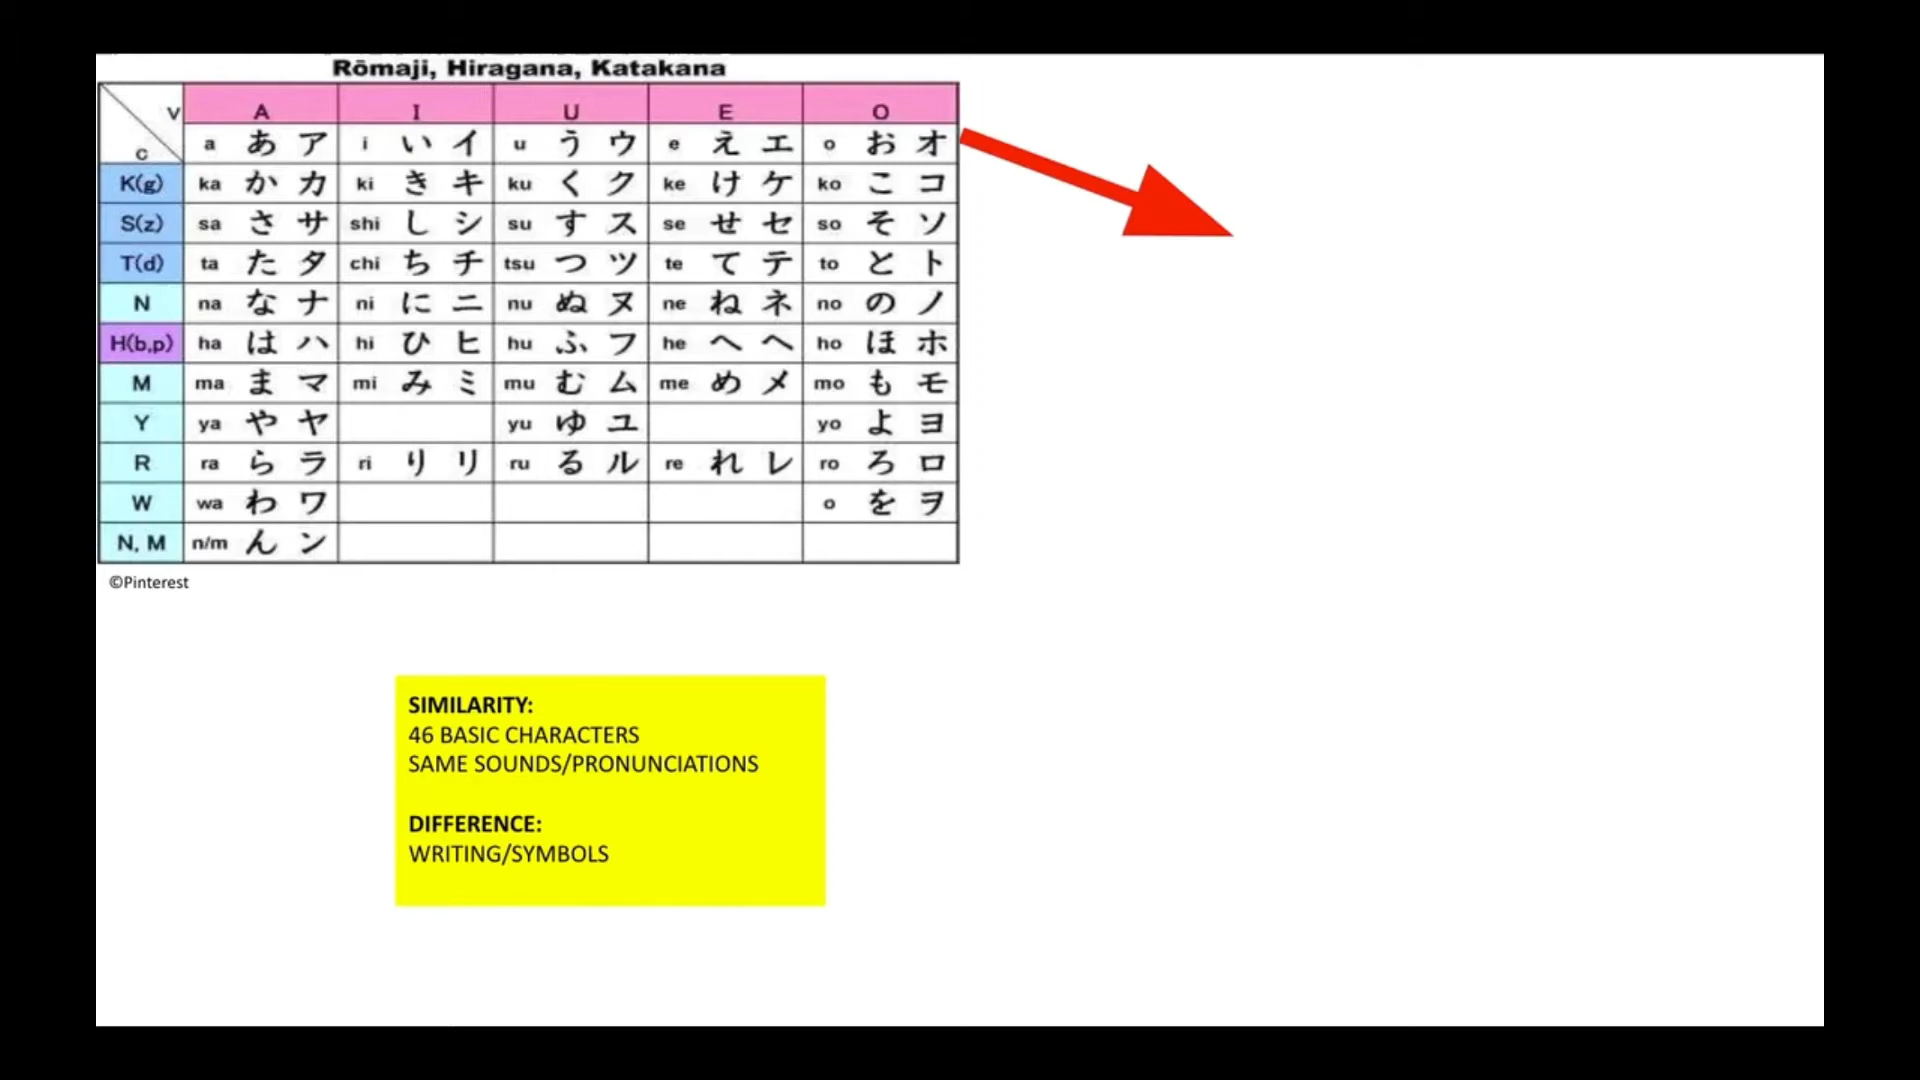 Rōmaji, Hiragana, Katakana
V A I U E O
C a あ ア i い イ u う ウ e え エ o お オ
K(g) ka か カ ki き キ ku く ク ke け ケ ko こ コ
S(z) sa さ サ shi し シ su す ス se せ セ so そ ソ
T(d) ta た タ chi ち チ tsu つ ツ te て テ to と ト
N na な ナ ni に ニ nu ぬ ヌ ne ね ネ no の ノ
H(b,p) ha は ハ hi ひ ヒ hu ふ フ he へ ヘ ho ほ ホ
M ma ま マ mi み ミ mu む ム me め メ mo も モ
Y ya や ヤ yu ゆ ユ yo よ ヨ
R ra ら ラ ri り リ ru る ル re れ レ ro ろ ロ
W wa わ ワ o を ヲ
N, M n/m ん ン
©Pinterest
SIMILARITY:
46 BASIC CHARACTERS
SAME SOUNDS/PRONUNCIATIONS
DIFFERENCE:
WRITING/SYMBOLS